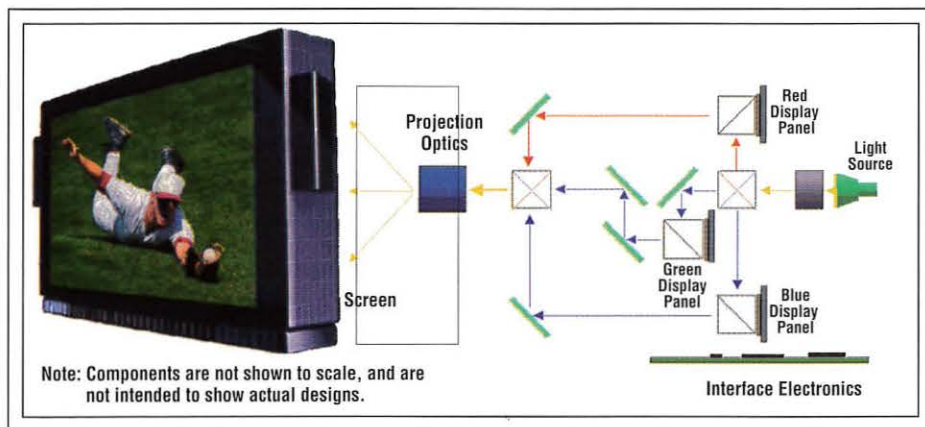 Red
Display
Panel
Projection
Optics
Light
Source
Green
Display
Panel
Screen
Blue
Display
Panel
Interface Electronics
Note: Components are not shown to scale, and are
not intended to show actual designs.